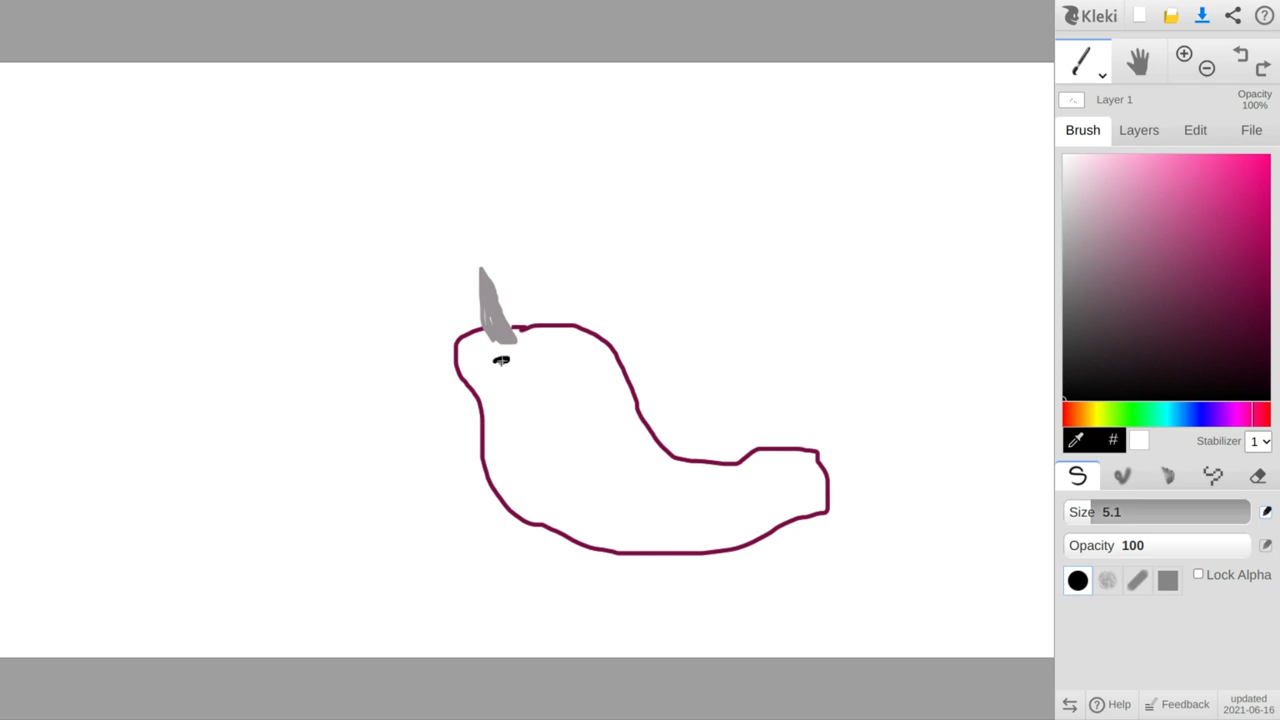 Kleki
Layer 1
Opacity
100%
Brush Layers Edit File
#
Stabilizer 1
Size 5.1
Opacity 100
Lock Alpha
Help
Feedback
updated
2021-06-16